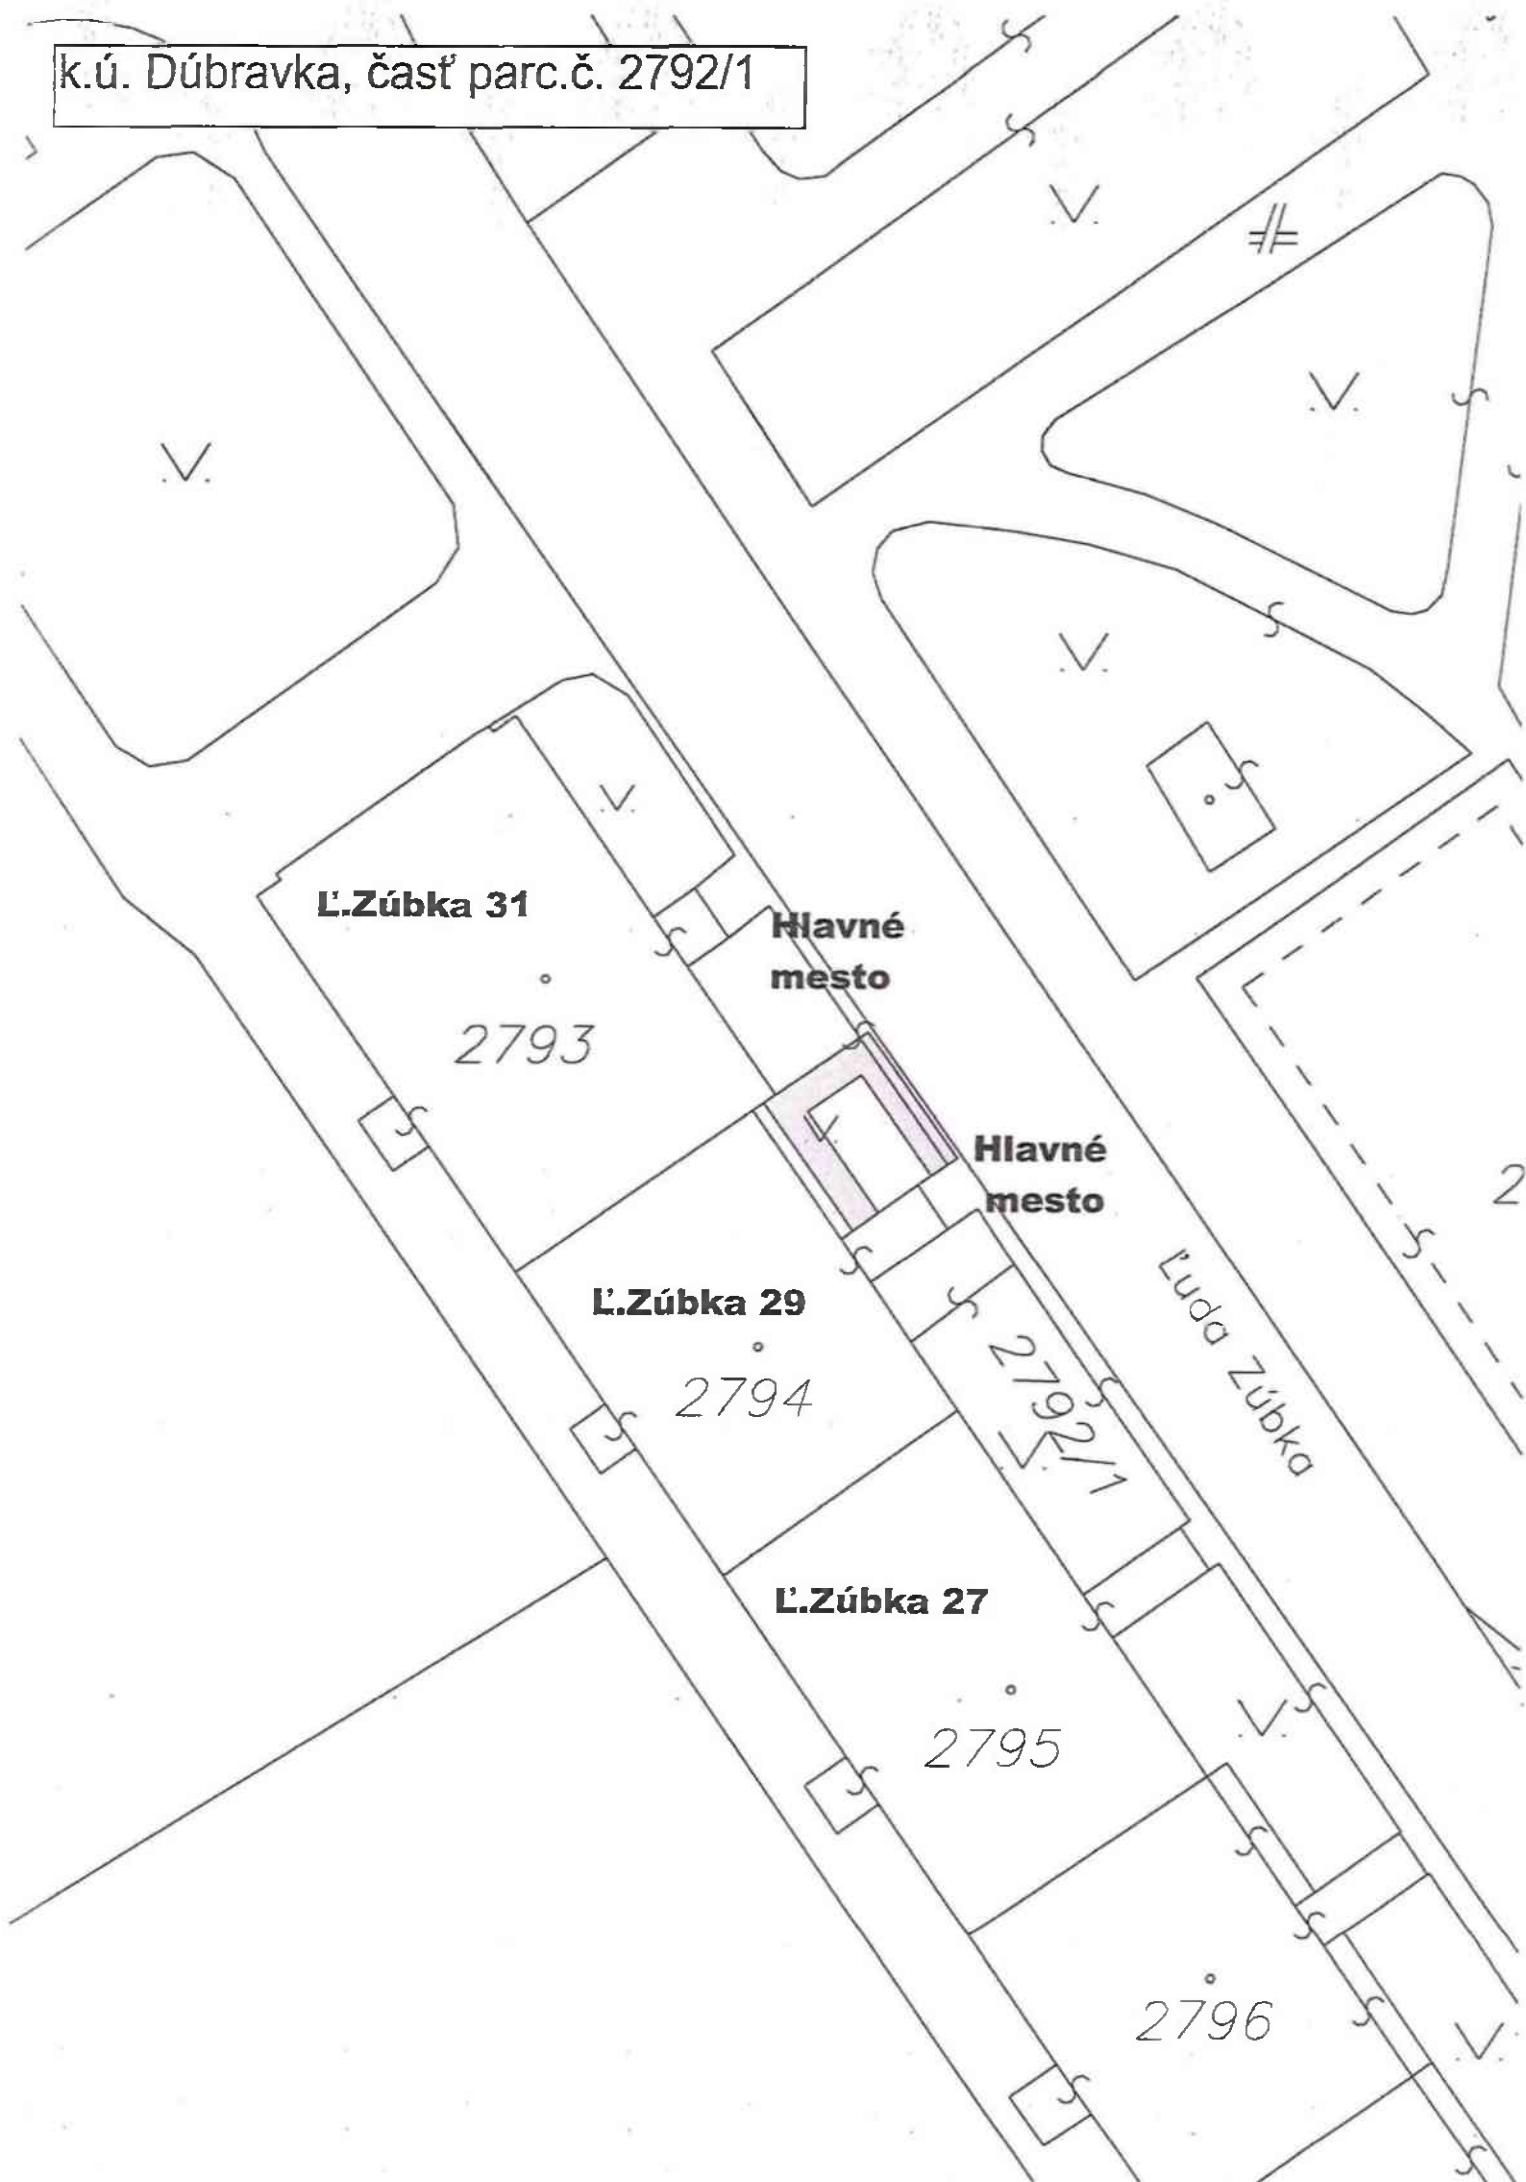 k.ú. Dúbravka, časť parc.č. 2792/1
Ľ.Zúbka 31
2793
Hlavné
mesto
Hlavné
mesto
Ľ.Zúbka 29
2794
2792/1
Ľuda Zúbka
2
Ľ.Zúbka 27
2795
2796